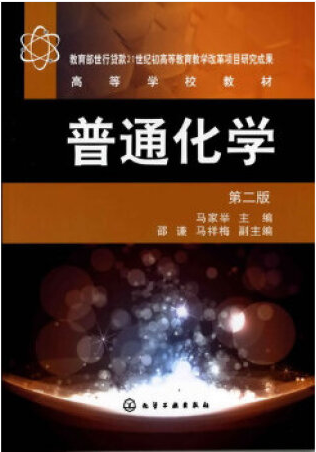 教育部世行贷款21世纪初高等教育教学改革项目研究成果
高等学校教材
普通化学
第二版
马家举 主编
邵谦 马祥梅 副主编
化学工业出版社